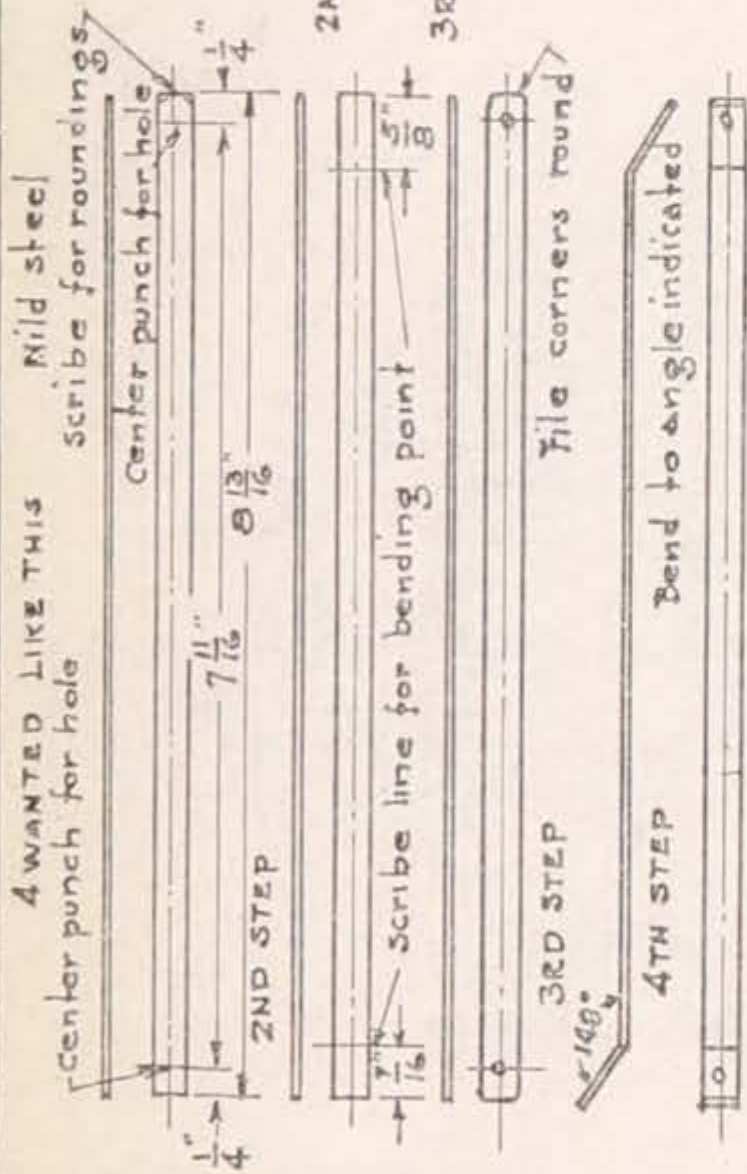 4 WANTED LIKE THIS Mild steel
center punch for hole scribe for roundings
center punch for hole
1/4" 7 11/16" 1/4"
8 13/16"
2ND STEP
7/16" scribe line for bending point 5/8"
3RD STEP File corners round
140°
4TH STEP Bend to angle indicated